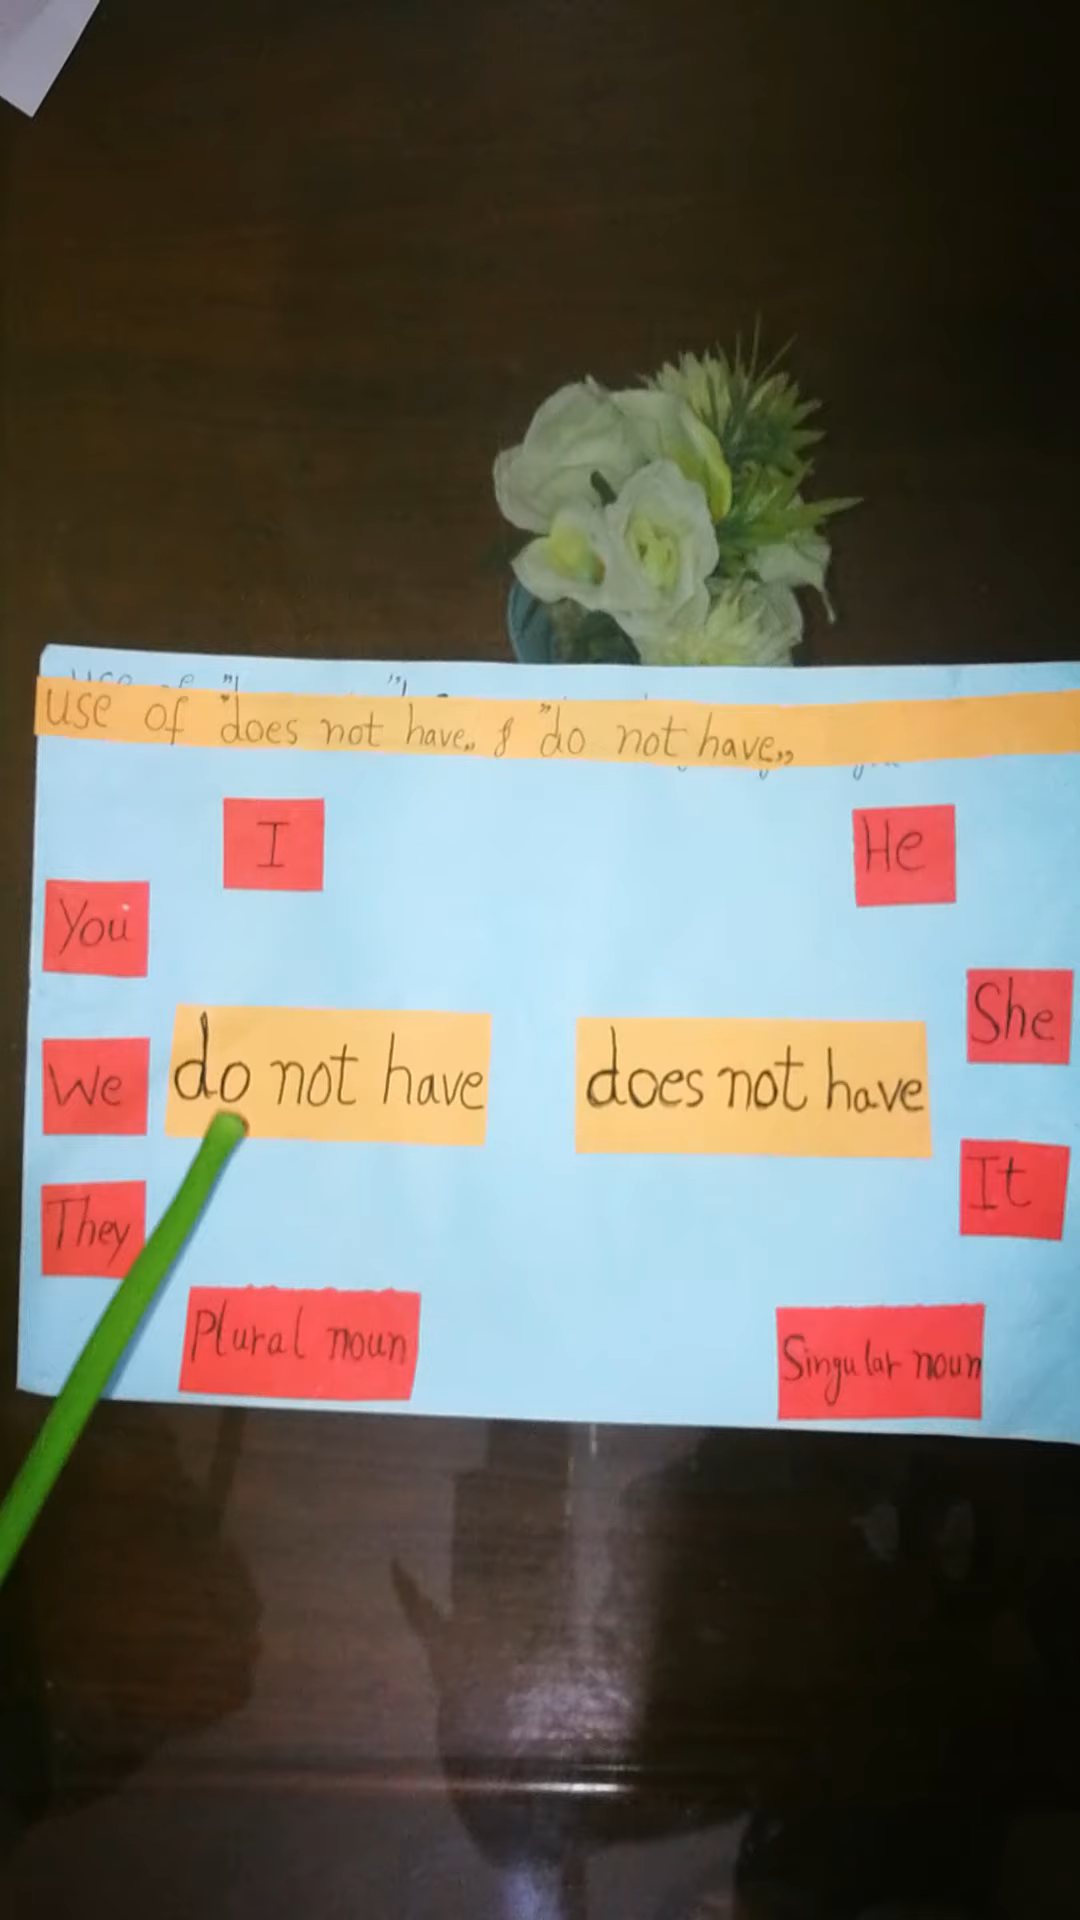 use of "does not have„ & "do not have„
I
He
You
She
do not have
does not have
We
It
They
Plural noun
Singular noun